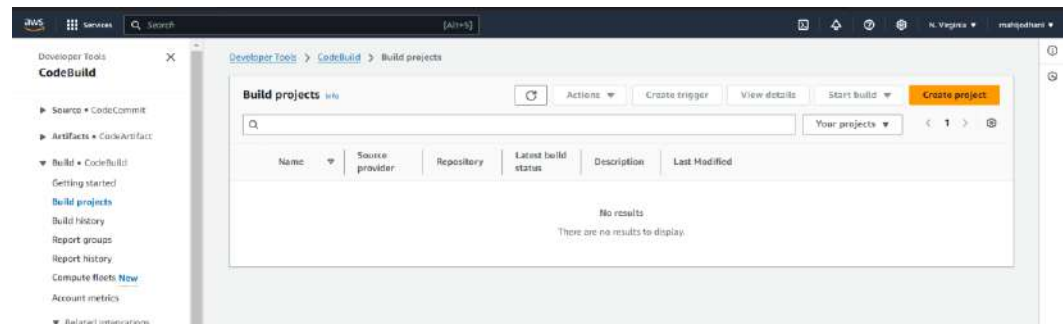 aws Services Search [Alt+S] N. Virginia
Developer Tools
CodeBuild
Source • CodeCommit
Artifacts • CodeArtifact
Build • CodeBuild
Getting started
Build projects
Build history
Report groups
Report history
Compute fleets New
Account metrics
Related integrations
Developer Tools > CodeBuild > Build projects
Build projects Info
Actions Create trigger View details Start build Create project
Your projects < 1 >
Name Source provider Repository Latest build status Description Last Modified
No results
There are no results to display.